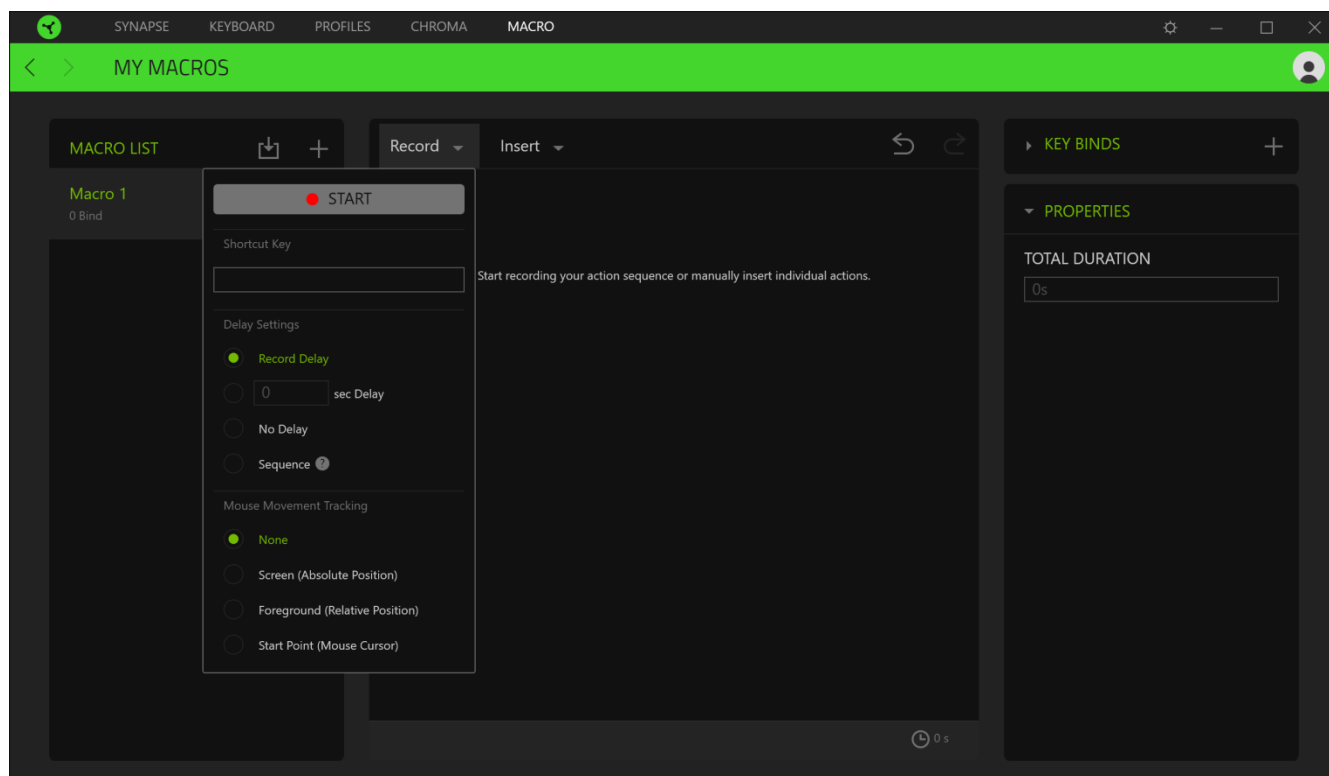 SYNAPSE KEYBOARD PROFILES CHROMA MACRO
MY MACROS
MACRO LIST
Macro 1
0 Bind
Record Insert
START
Shortcut Key
Delay Settings
Record Delay
0 sec Delay
No Delay
Sequence ?
Mouse Movement Tracking
None
Screen (Absolute Position)
Foreground (Relative Position)
Start Point (Mouse Cursor)
Start recording your action sequence or manually insert individual actions.
0 s
KEY BINDS
PROPERTIES
TOTAL DURATION
0s